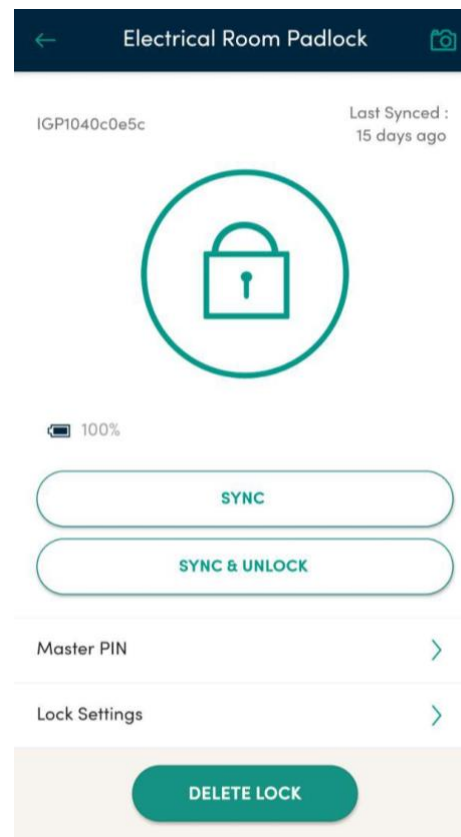 Electrical Room Padlock
IGP1040c0e5c
Last Synced :
15 days ago
100%
SYNC
SYNC & UNLOCK
Master PIN
Lock Settings
DELETE LOCK